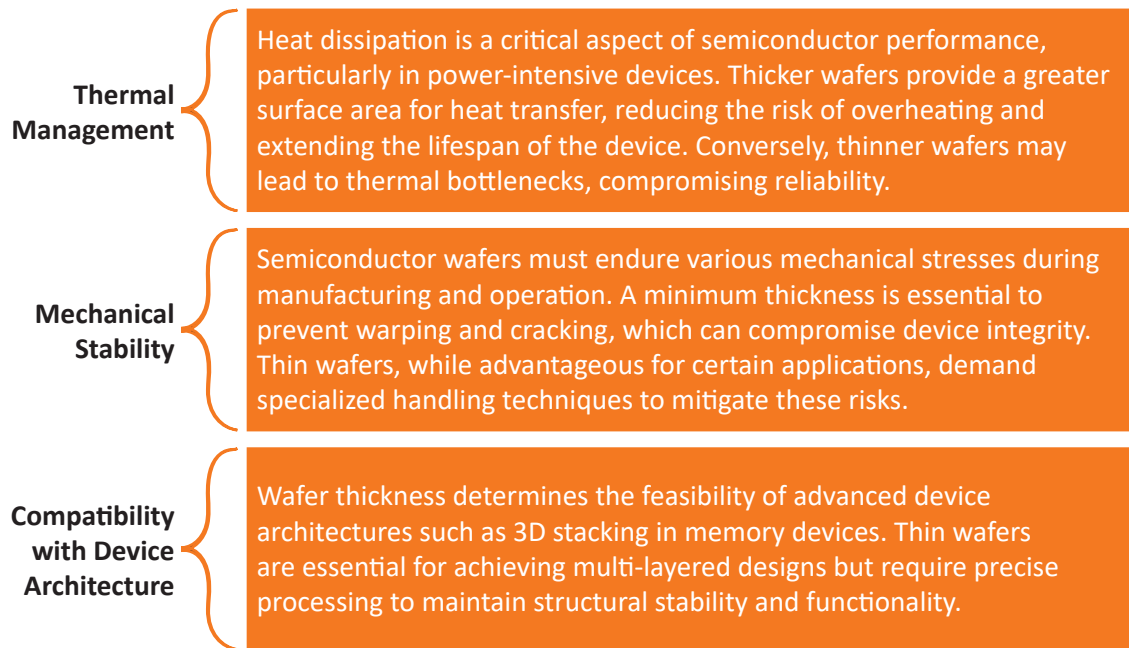 Thermal
Management
Heat dissipation is a critical aspect of semiconductor performance,
particularly in power-intensive devices. Thicker wafers provide a greater
surface area for heat transfer, reducing the risk of overheating and
extending the lifespan of the device. Conversely, thinner wafers may
lead to thermal bottlenecks, compromising reliability.
Mechanical
Stability
Semiconductor wafers must endure various mechanical stresses during
manufacturing and operation. A minimum thickness is essential to
prevent warping and cracking, which can compromise device integrity.
Thin wafers, while advantageous for certain applications, demand
specialized handling techniques to mitigate these risks.
Compatibility
with Device
Architecture
Wafer thickness determines the feasibility of advanced device
architectures such as 3D stacking in memory devices. Thin wafers
are essential for achieving multi-layered designs but require precise
processing to maintain structural stability and functionality.